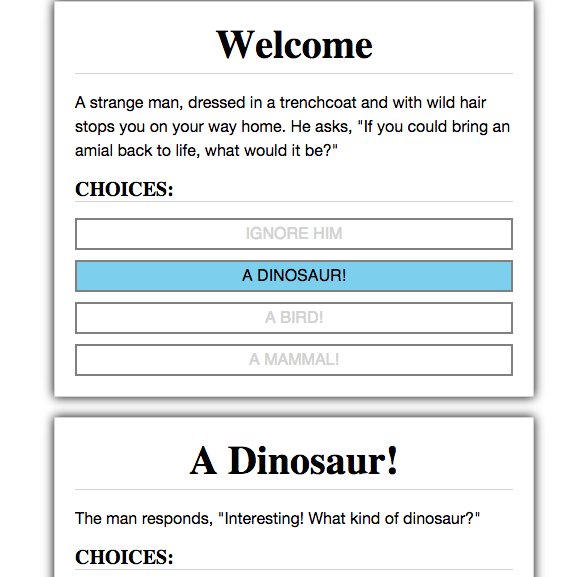 Welcome
A strange man, dressed in a trenchcoat and with wild hair
stops you on your way home. He asks, "If you could bring an
amial back to life, what would it be?"
CHOICES:
IGNORE HIM
A DINOSAUR!
A BIRD!
A MAMMAL!
A Dinosaur!
The man responds, "Interesting! What kind of dinosaur?"
CHOICES: